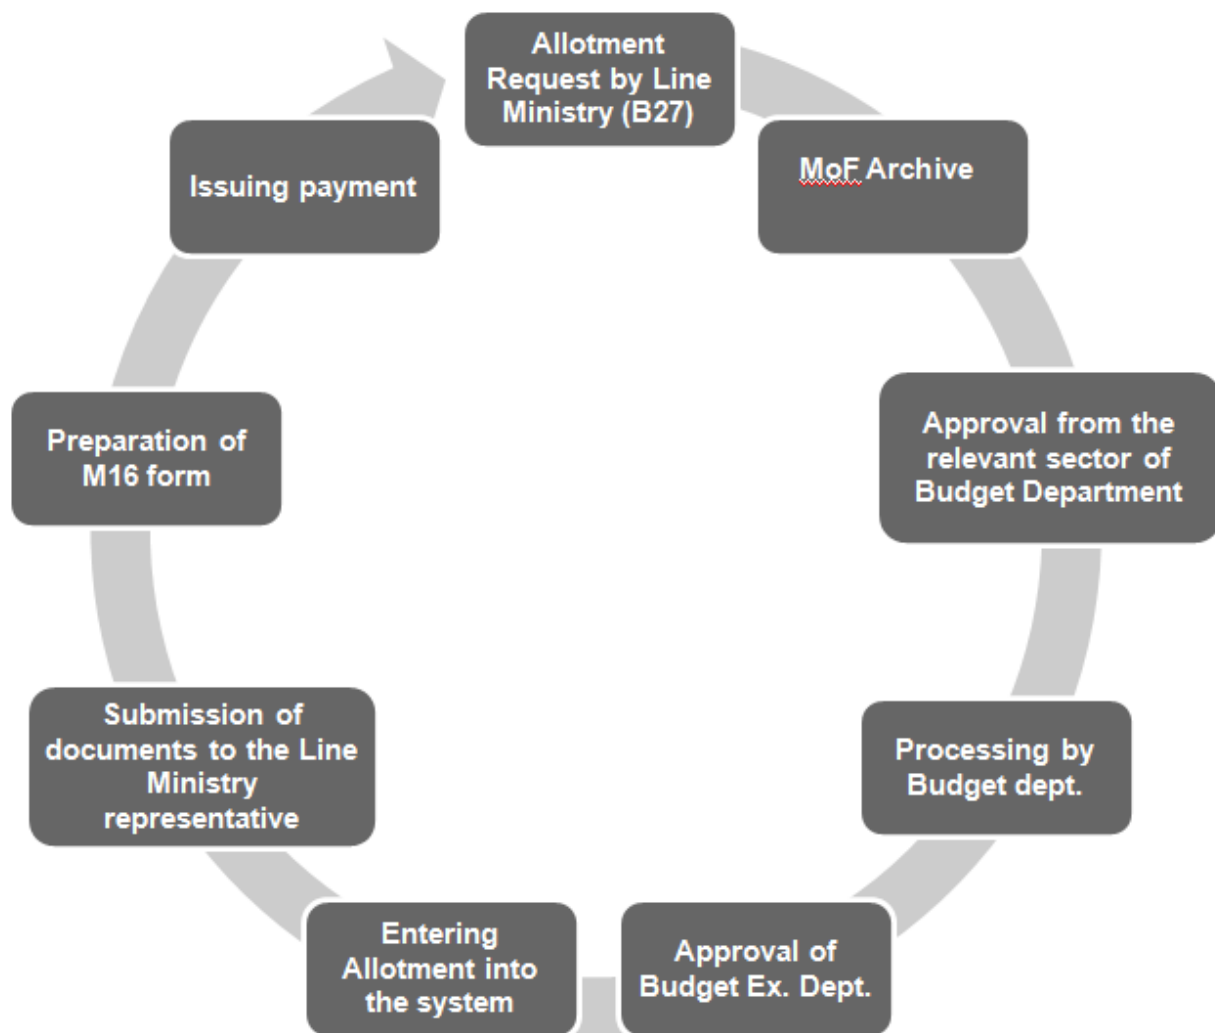 Allotment
Request by Line
Ministry (B27)
MoF Archive
Approval from the
relevant sector of
Budget Department
Processing by
Budget dept.
Approval of
Budget Ex. Dept.
Entering
Allotment into
the system
Submission of
documents to the Line
Ministry
representative
Preparation of
M16 form
Issuing payment